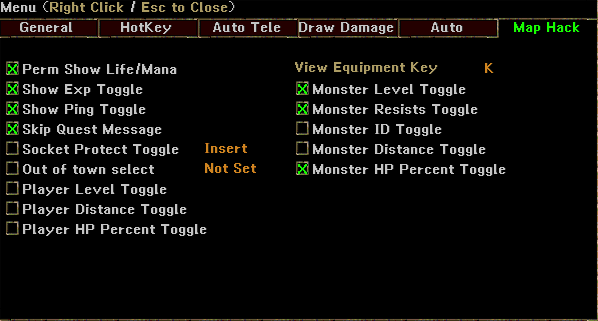 Menu (Right Click / Esc to Close)
General HotKey Auto Tele Draw Damage Auto Map Hack
Perm Show Life/Mana View Equipment Key K
Show Exp Toggle Monster Level Toggle
Show Ping Toggle Monster Resists Toggle
Skip Quest Message Monster ID Toggle
Socket Protect Toggle Insert Monster Distance Toggle
Out of town select Not Set Monster HP Percent Toggle
Player Level Toggle
Player Distance Toggle
Player HP Percent Toggle